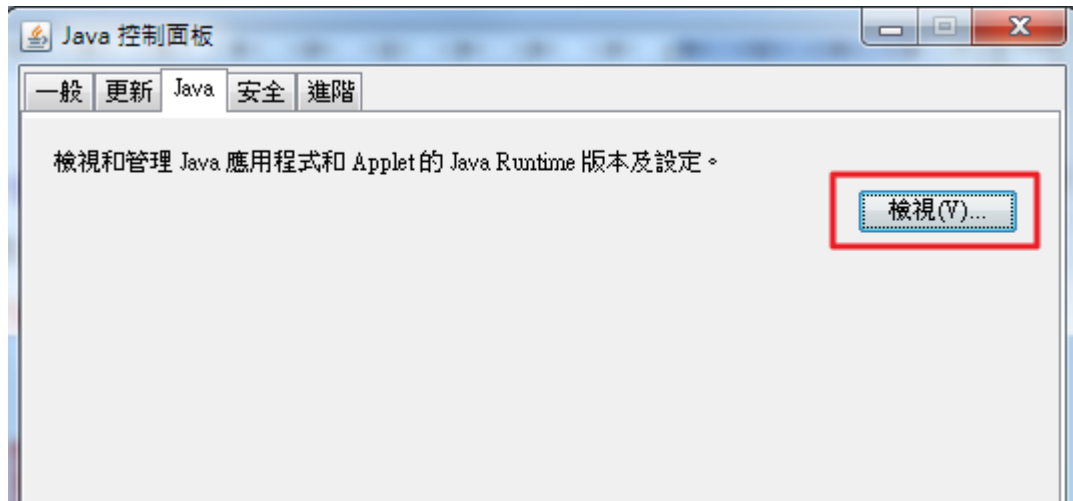 Java 控制面板
一般 更新 Java 安全 進階
檢視和管理 Java 應用程式和 Applet 的 Java Runtime 版本及設定。
檢視(V)...